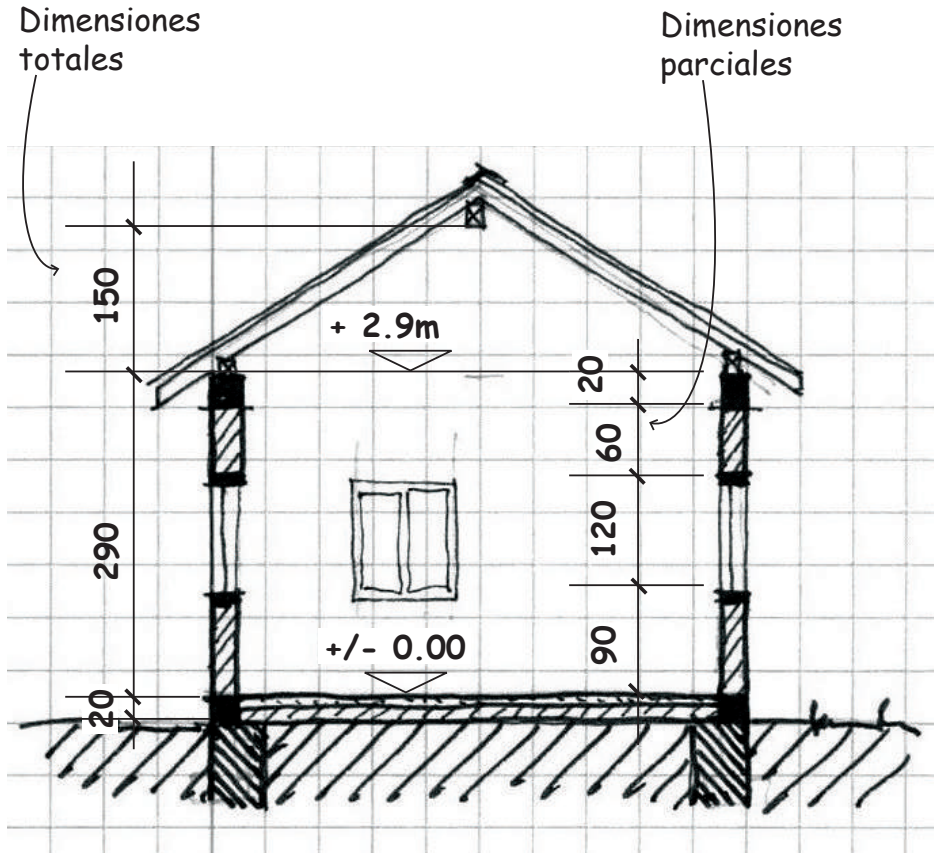 Dimensiones
totales
Dimensiones
parciales
150
+ 2.9m
20
60
120
290
90
+/- 0.00
20